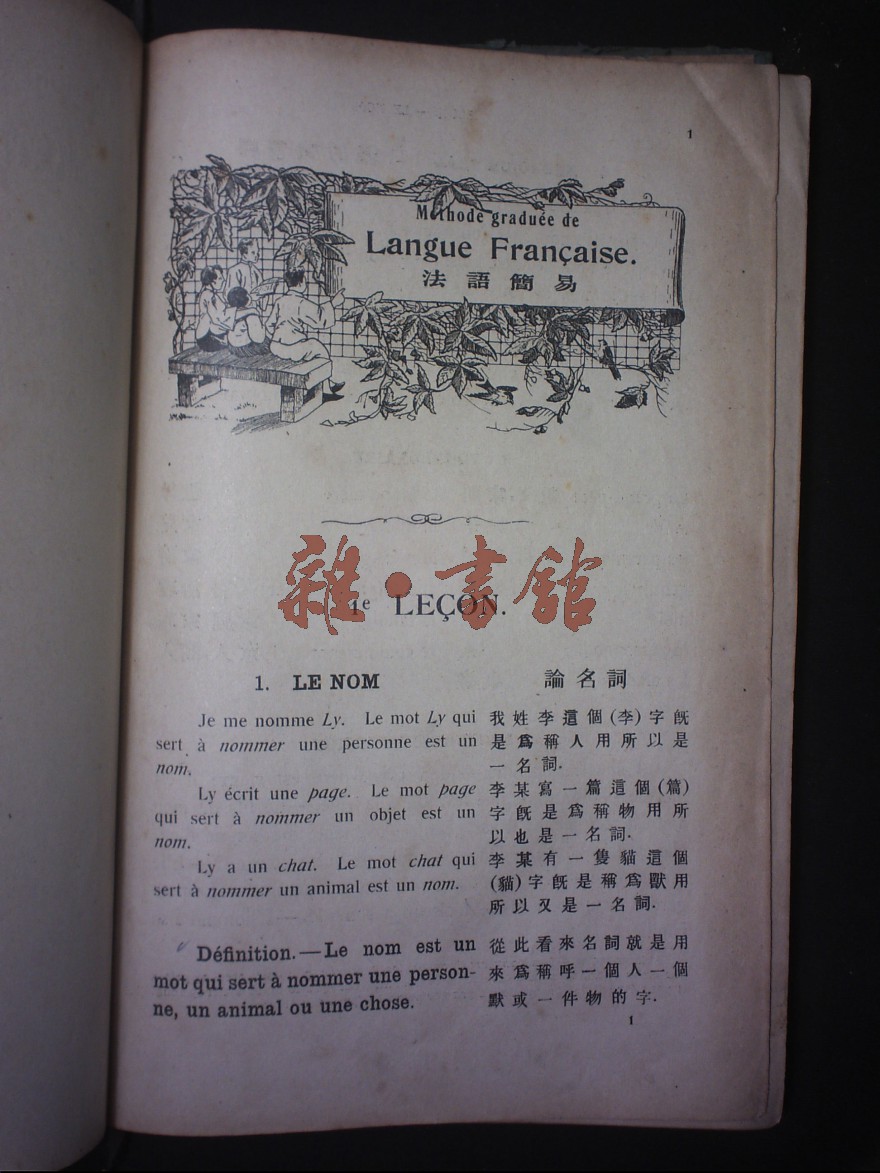 1
Méthode graduée de
Langue Française.
法語簡易
雜·書館
1e LEÇON.
1. LE NOM
Je me nomme Ly. Le mot Ly qui
sert à nommer une personne est un
nom.
Ly écrit une page. Le mot page
qui sert à nommer un objet est un
nom.
Ly a un chat. Le mot chat qui
sert à nommer un animal est un nom.
Définition.—Le nom est un
mot qui sert à nommer une person-
ne, un animal ou une chose.
論名詞
我姓李這個(李)字旣
是爲稱人用所以是
一名詞.
李某寫一篇這個(篇)
字旣是爲稱物用所
以也是一名詞.
李某有一隻貓這個
(貓)字旣是稱爲獸用
所以又是一名詞.
從此看來名詞就是用
來爲稱呼一個人一個
獸或一件物的字.
1